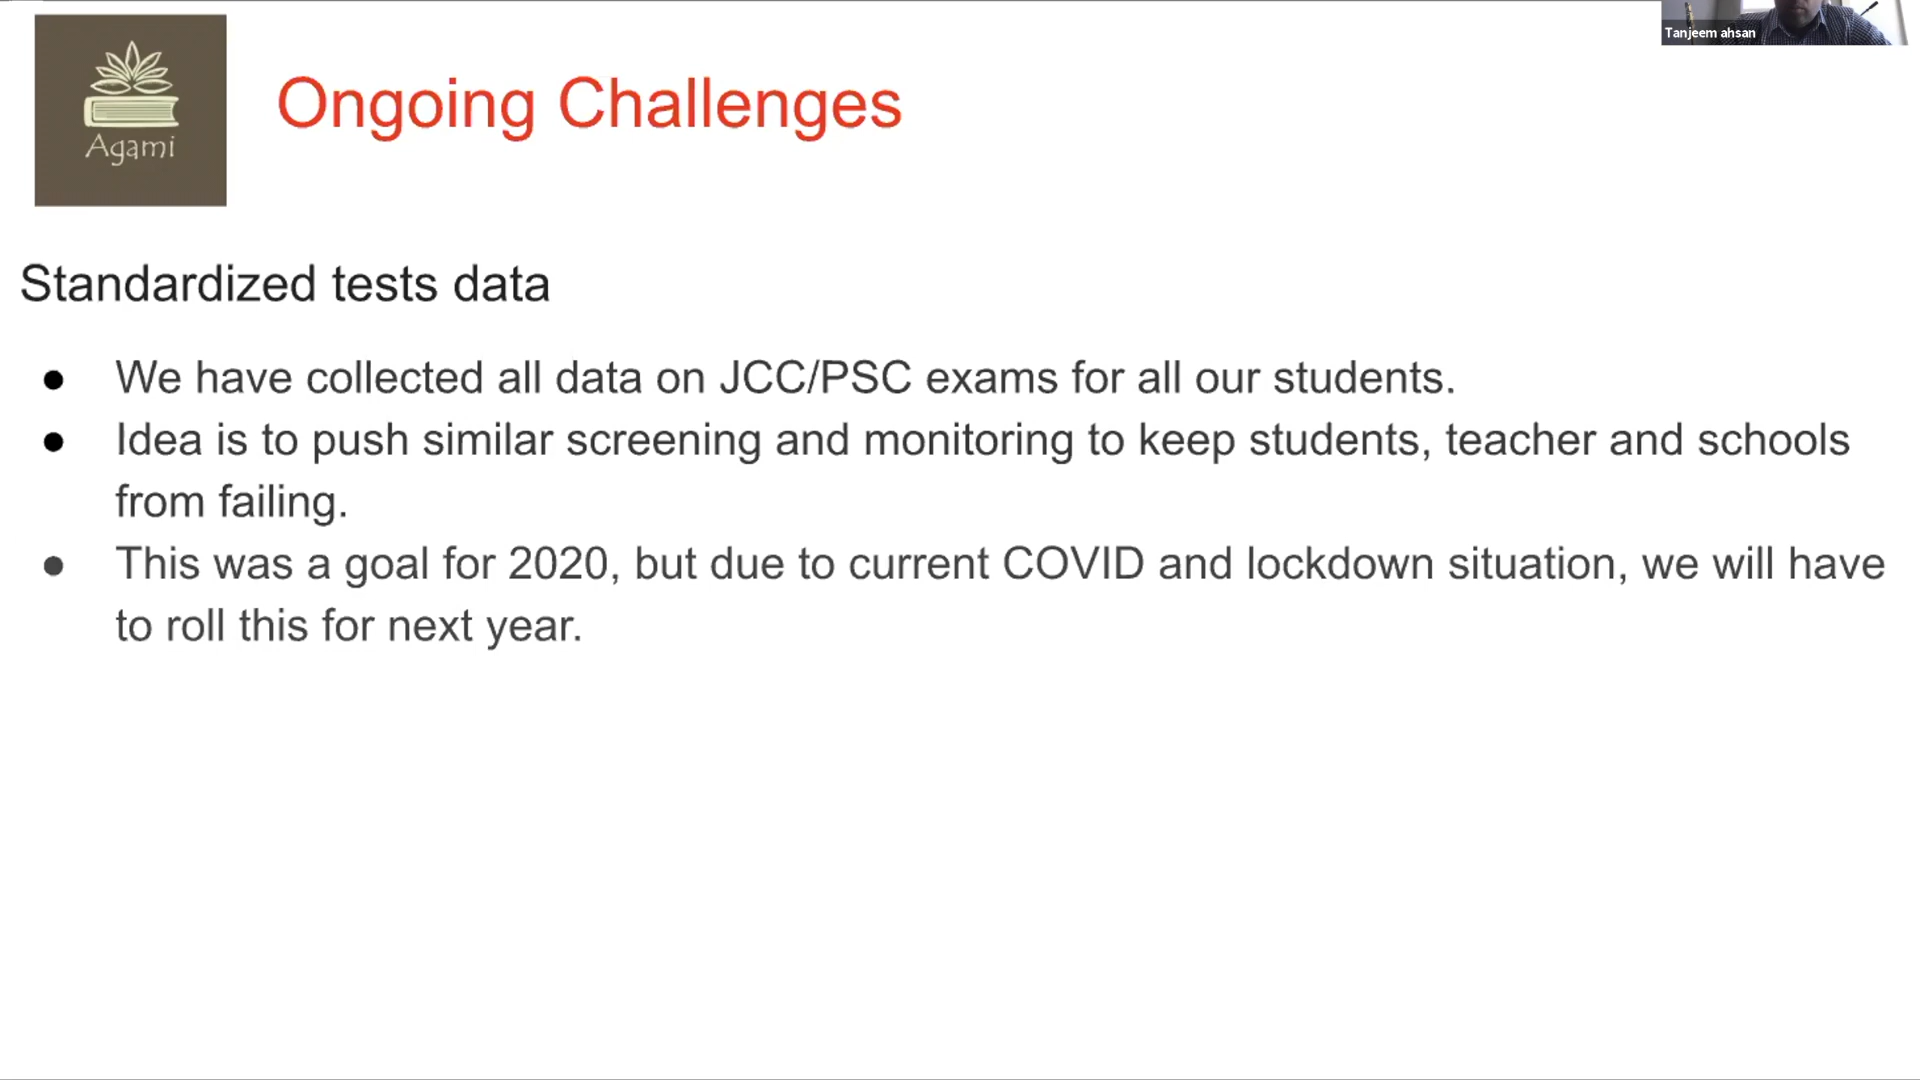 Tanjeem ahsan
Agami
Ongoing Challenges
Standardized tests data
● We have collected all data on JCC/PSC exams for all our students.
● Idea is to push similar screening and monitoring to keep students, teacher and schools
from failing.
● This was a goal for 2020, but due to current COVID and lockdown situation, we will have
to roll this for next year.